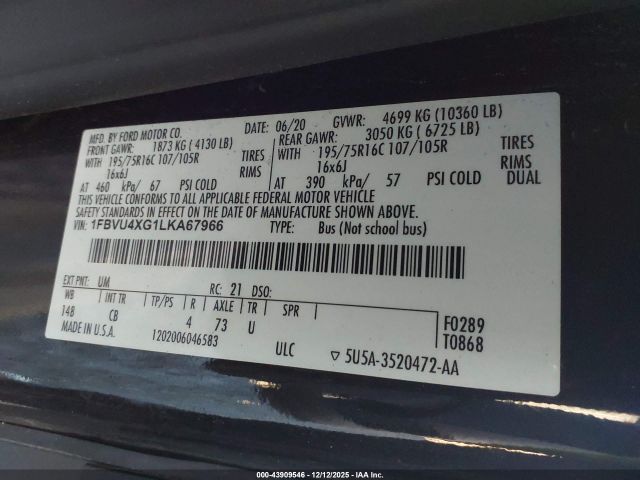 MFD. BY FORD MOTOR CO. DATE: 06/20 GVWR: 4699 KG (10360 LB)
FRONT GAWR: 1873 KG (4130 LB) REAR GAWR: 3050 KG (6725 LB)
WITH 195/75R16C 107/105R TIRES WITH 195/75R16C 107/105R TIRES
16x6J RIMS 16x6J RIMS
AT 460 kPa/ 67 PSI COLD AT 390 kPa/ 57 PSI COLD DUAL
THIS VEHICLE CONFORMS TO ALL APPLICABLE FEDERAL MOTOR VEHICLE
SAFETY STANDARDS IN EFFECT ON THE DATE OF MANUFACTURE SHOWN ABOVE.
VIN: 1FBVU4XG1LKA67966 TYPE: Bus (Not school bus)
EXT PNT: UM RC: 21 DSO:
WB INT TR TP/PS R AXLE TR SPR F0289
148 CB 4 73 U T0868
MADE IN U.S.A. 1202006046583 ULC ▽ 5U5A-3520472-AA
000-43909546 - 12/12/2025 - IAA Inc.